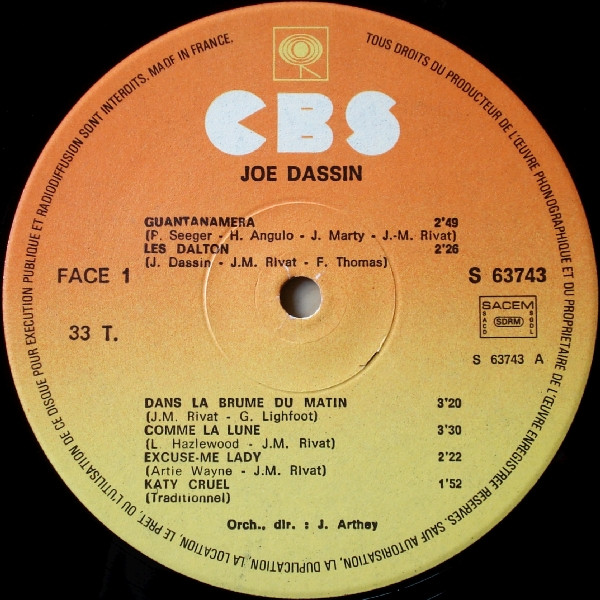 TOUS DROITS DU PRODUCTEUR DE L'ŒUVRE PHONOGRAPHIQUE ET DU PROPRIETAIRE DE L'ŒUVRE ENREGISTREE RESERVES. SAUF AUTORISATION, LA DUPLICATION, LA LOCATION, LE PRET, OU L'UTILISATION DE CE DISQUE POUR EXECUTION PUBLIQUE ET RADIODIFFUSION SONT INTERDITS. MADE IN FRANCE.
CBS
JOE DASSIN
GUANTANAMERA 2'49
(P. Seeger - H. Angulo - J. Marty - J.-M. Rivat)
LES DALTON 2'26
(J. Dassin - J.M. Rivat - F. Thomas)
FACE 1 S 63743
33 T.
SACEM
SACD SDRM SGDL
S 63743 A
DANS LA BRUME DU MATIN 3'20
(J.M. Rivat - G. Lighfoot)
COMME LA LUNE 3'30
(L. Hazlewood - J.M. Rivat)
EXCUSE-ME LADY 2'22
(Artie Wayne - J.M. Rivat)
KATY CRUEL 1'52
(Traditionnel)
Orch., dir. : J. Arthey